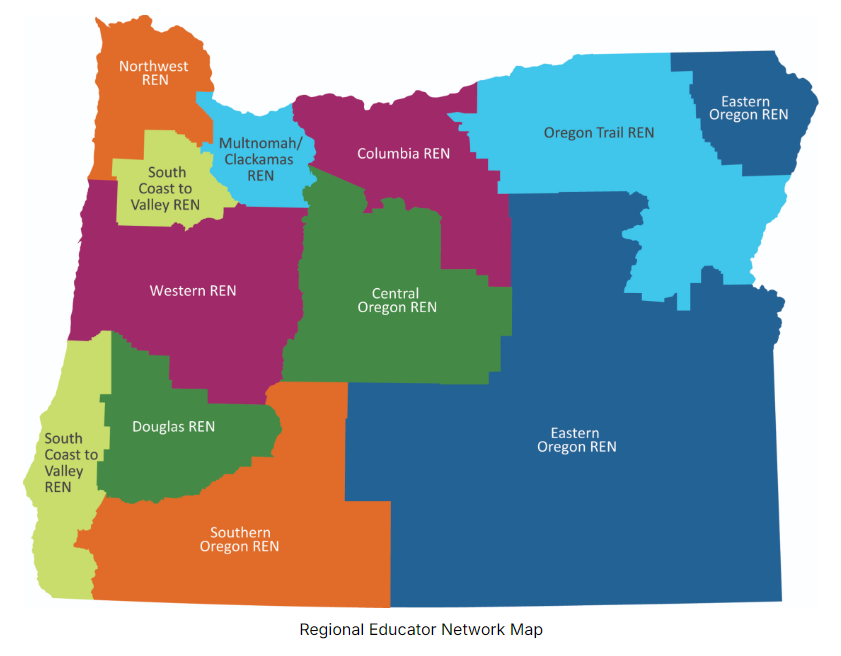 Northwest
REN
Eastern
Oregon REN
Oregon Trail REN
Multnomah/
Clackamas
REN
Columbia REN
South
Coast to
Valley REN
Western REN
Central
Oregon REN
Douglas REN
South
Coast to
Valley
REN
Eastern
Oregon REN
Southern
Oregon REN
Regional Educator Network Map